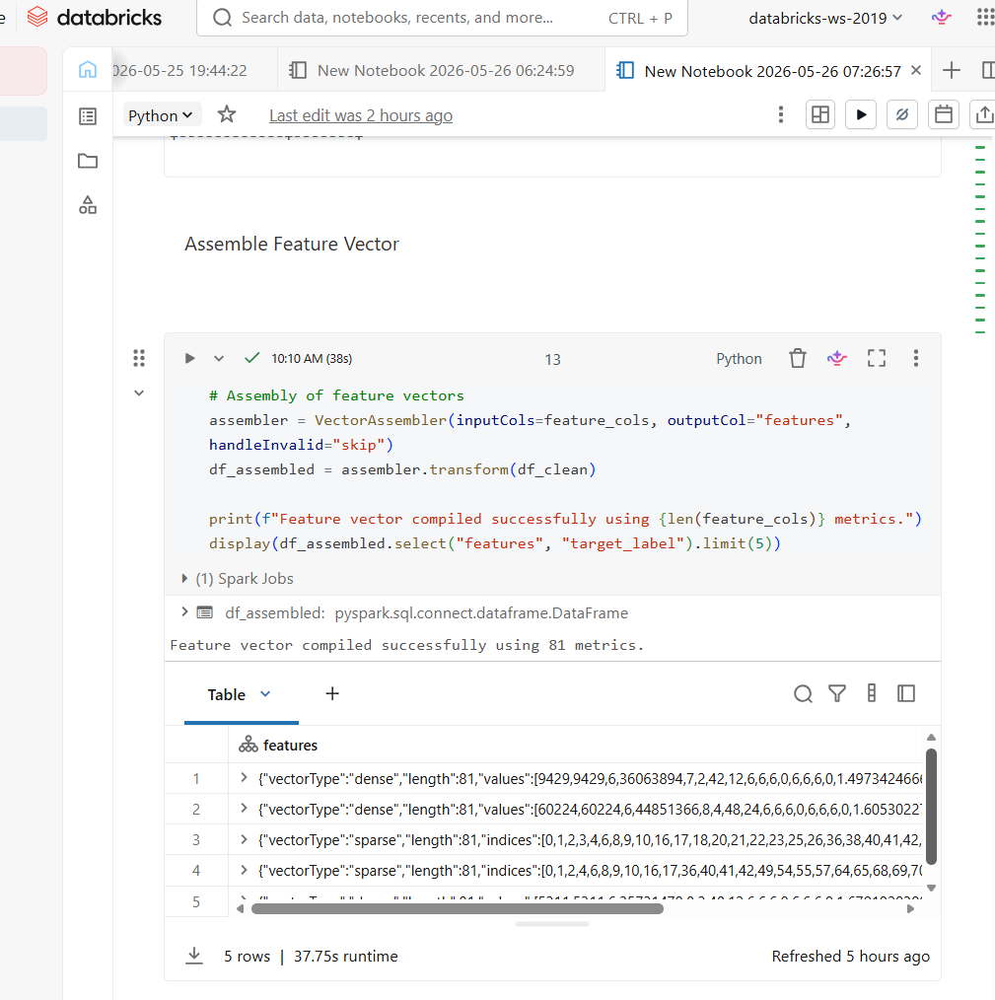 databricks
Search data, notebooks, recents, and more...
CTRL + P
databricks-ws-2019
026-05-25 19:44:22
New Notebook 2026-05-26 06:24:59
New Notebook 2026-05-26 07:26:57
Python
Last edit was 2 hours ago
Assemble Feature Vector
10:10 AM (38s)
13
Python
# Assembly of feature vectors
assembler = VectorAssembler(inputCols=feature_cols, outputCol="features",
handleInvalid="skip")
df_assembled = assembler.transform(df_clean)
print(f"Feature vector compiled successfully using {len(feature_cols)} metrics.")
display(df_assembled.select("features", "target_label").limit(5))
(1) Spark Jobs
df_assembled: pyspark.sql.connect.dataframe.DataFrame
Feature vector compiled successfully using 81 metrics.
Table
features
1 {"vectorType":"dense","length":81,"values":[9429,9429,6,36063894,7,2,42,12,6,6,6,0,6,6,6,0,1.497342466
2 {"vectorType":"dense","length":81,"values":[60224,60224,6,44851366,8,4,48,24,6,6,6,0,6,6,6,0,1.6053022
3 {"vectorType":"sparse","length":81,"indices":[0,1,2,3,4,6,8,9,10,16,17,18,20,21,22,23,25,26,36,38,40,41,42,
4 {"vectorType":"sparse","length":81,"indices":[0,1,2,4,6,8,9,10,16,17,36,40,41,42,49,54,55,57,64,65,68,69,70
5
5 rows | 37.75s runtime
Refreshed 5 hours ago